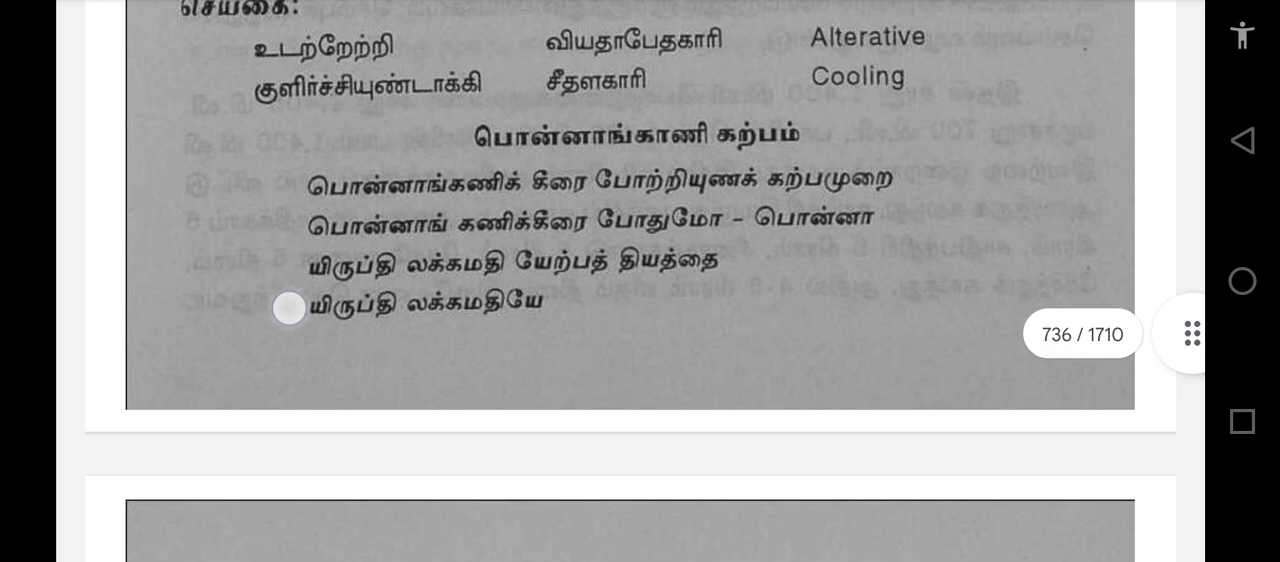 செய்கை:
உடற்றேற்றி வியதாபேதகாரி Alterative
குளிர்ச்சியுண்டாக்கி சீதளகாரி Cooling
பொன்னாங்காணி கற்பம்
பொன்னாங்கணிக் கீரை போற்றியுணக் கற்பமுறை
பொன்னாங் கணிக்கீரை போதுமோ - பொன்னா
யிருப்தி லக்கமதி யேற்பத் தியத்தை
யிருப்தி லக்கமதியே
736 / 1710